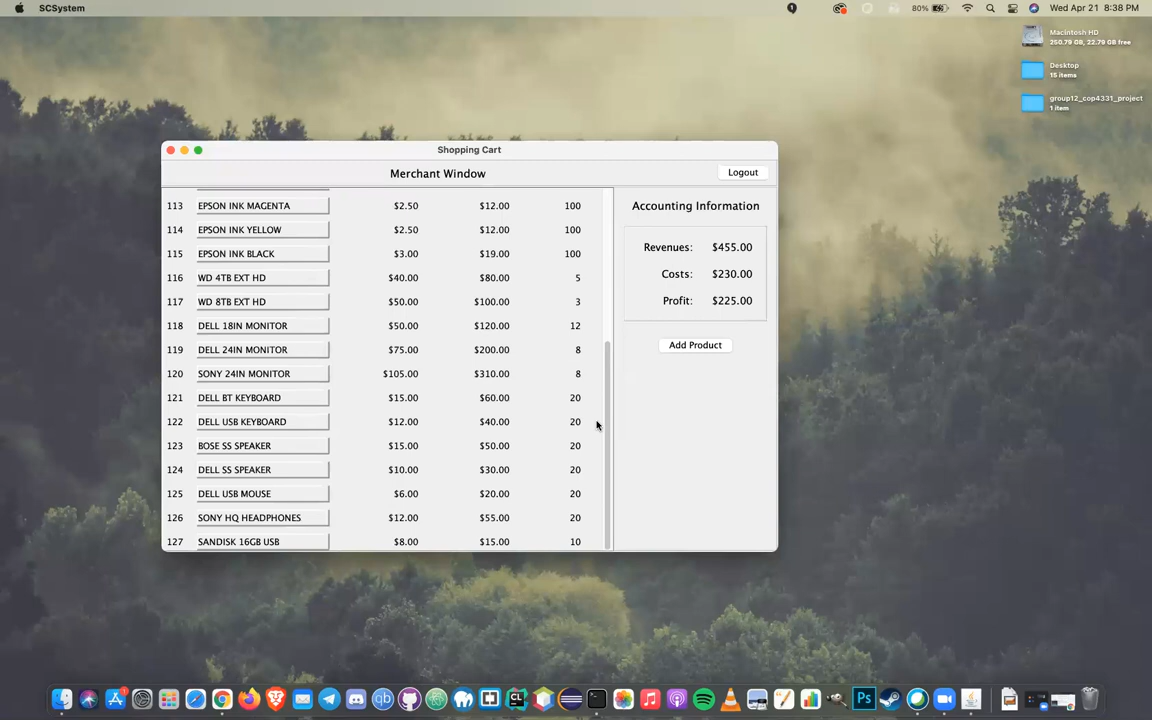 SCSystem
80%
Wed Apr 21 8:38 PM
Macintosh HD
250.79 GB, 22.79 GB free
Desktop
15 items
group12_cop4331_project
1 item
Shopping Cart
Merchant Window
Logout
113 EPSON INK MAGENTA $2.50 $12.00 100
114 EPSON INK YELLOW $2.50 $12.00 100
115 EPSON INK BLACK $3.00 $19.00 100
116 WD 4TB EXT HD $40.00 $80.00 5
117 WD 8TB EXT HD $50.00 $100.00 3
118 DELL 18IN MONITOR $50.00 $120.00 12
119 DELL 24IN MONITOR $75.00 $200.00 8
120 SONY 24IN MONITOR $105.00 $310.00 8
121 DELL BT KEYBOARD $15.00 $60.00 20
122 DELL USB KEYBOARD $12.00 $40.00 20
123 BOSE SS SPEAKER $15.00 $50.00 20
124 DELL SS SPEAKER $10.00 $30.00 20
125 DELL USB MOUSE $6.00 $20.00 20
126 SONY HQ HEADPHONES $12.00 $55.00 20
127 SANDISK 16GB USB $8.00 $15.00 10
Accounting Information
Revenues: $455.00
Costs: $230.00
Profit: $225.00
Add Product
qb
CL
Ps